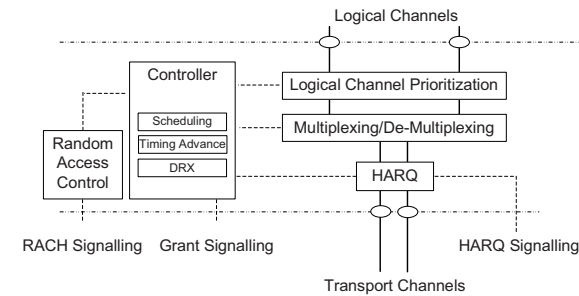 Logical Channels
Controller
Logical Channel Prioritization
Scheduling
Multiplexing/De-Multiplexing
Timing Advance
Random
Access
Control
DRX
HARQ
RACH Signalling
Grant Signalling
HARQ Signalling
Transport Channels